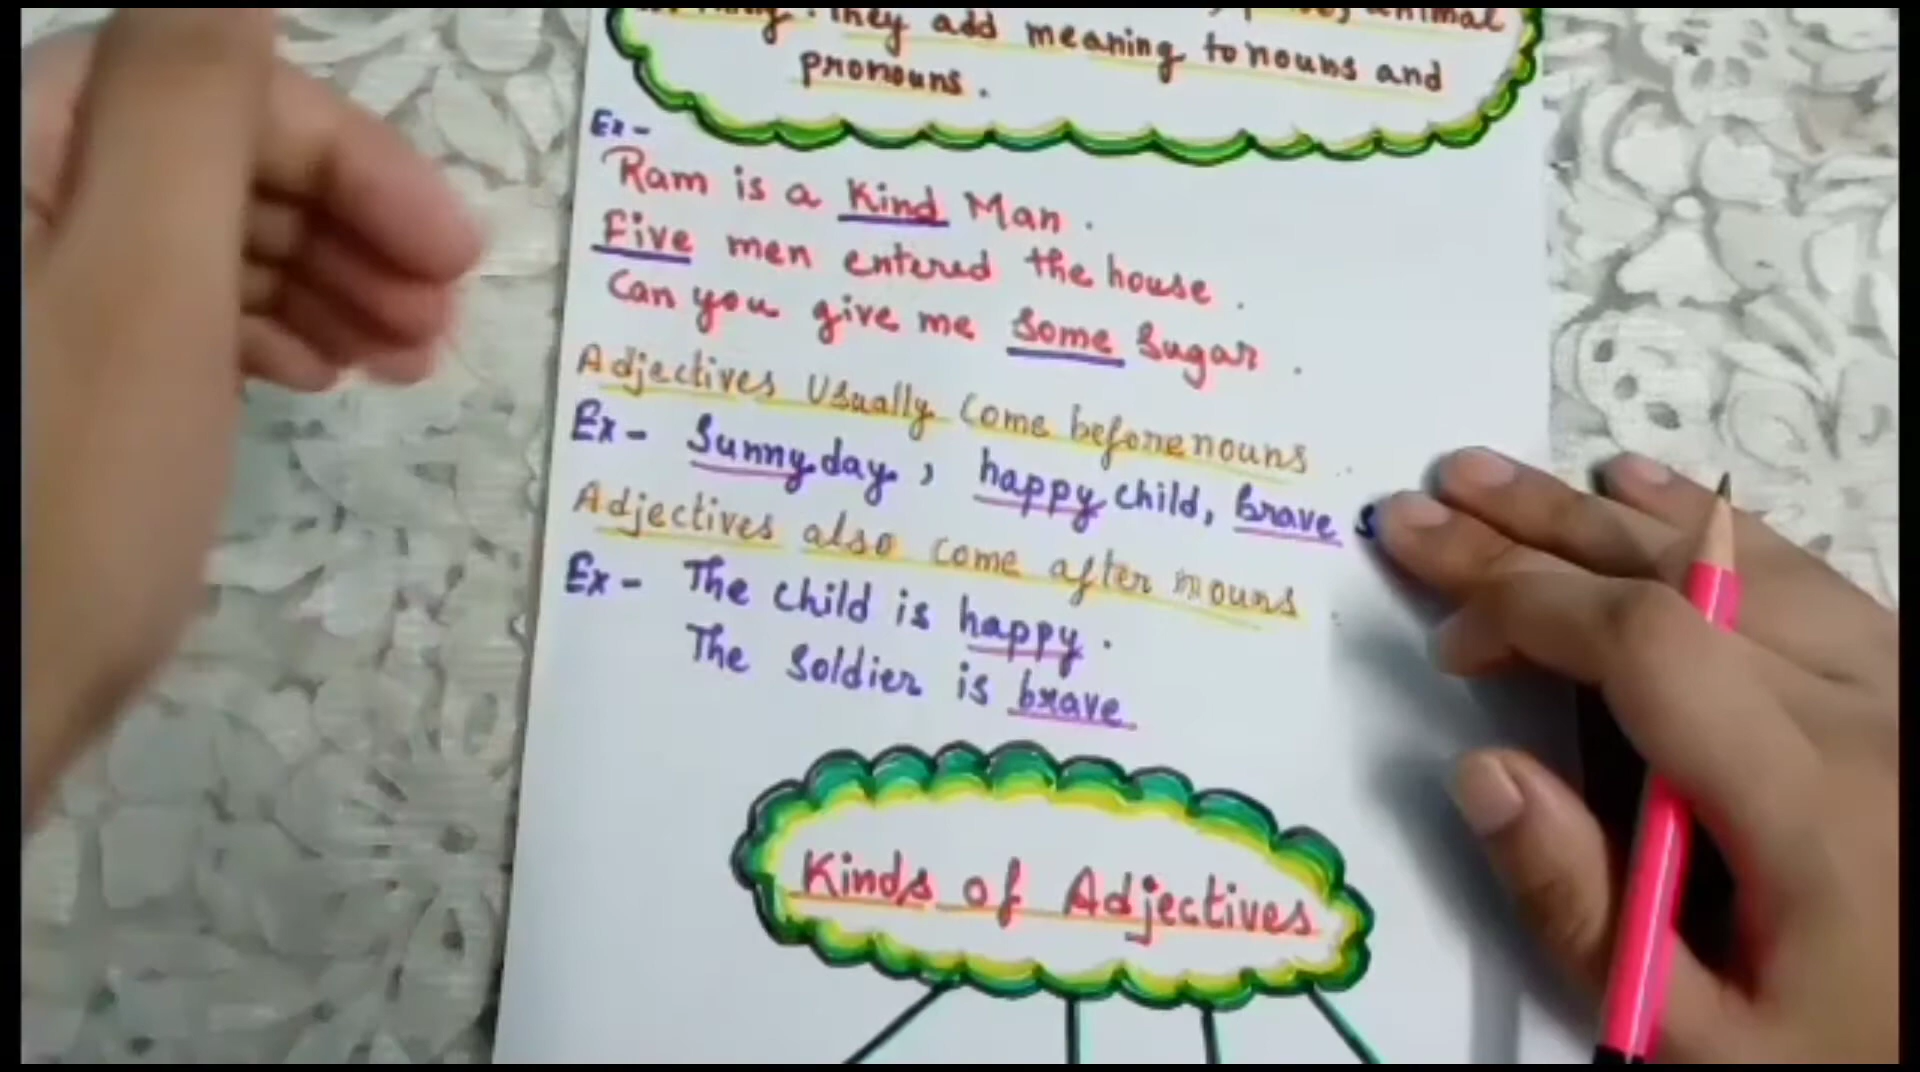 They add meaning to nouns and
pronouns.
Ex-
Ram is a Kind Man.
Five men entered the house.
Can you give me Some Sugar.
Adjectives Usually Come before nouns.
Ex- Sunny day, happy child, brave
Adjectives also come after nouns.
Ex- The child is happy.
The Soldier is brave
Kinds of Adjectives